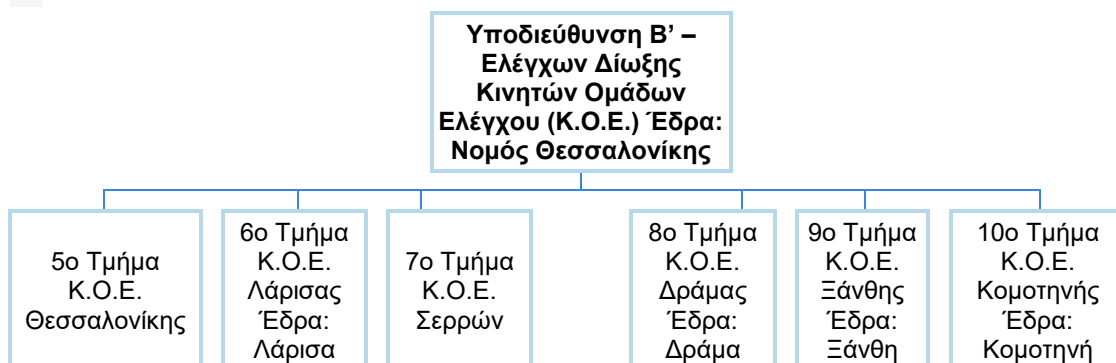 Υποδιεύθυνση Β’ –
Ελέγχων Δίωξης
Κινητών Ομάδων
Ελέγχου (Κ.Ο.Ε.) Έδρα:
Νομός Θεσσαλονίκης
5ο Τμήμα
Κ.Ο.Ε.
Θεσσαλονίκης
6ο Τμήμα
Κ.Ο.Ε.
Λάρισας
Έδρα:
Λάρισα
7ο Τμήμα
Κ.Ο.Ε.
Σερρών
8ο Τμήμα
Κ.Ο.Ε.
Δράμας
Έδρα:
Δράμα
9ο Τμήμα
Κ.Ο.Ε.
Ξάνθης
Έδρα:
Ξάνθη
10ο Τμήμα
Κ.Ο.Ε.
Κομοτηνής
Έδρα:
Κομοτηνή